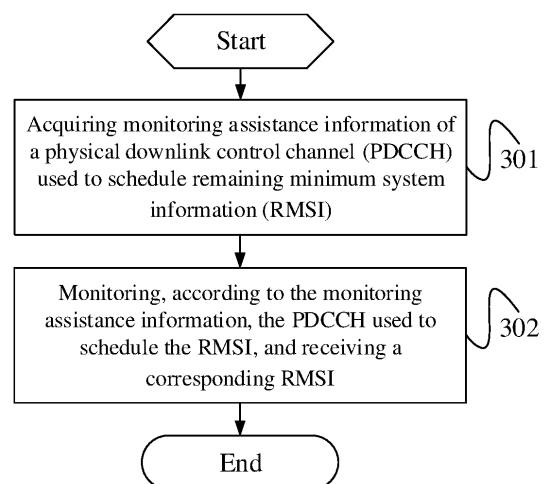 Start
Acquiring monitoring assistance information of
a physical downlink control channel (PDCCH)
used to schedule remaining minimum system
information (RMSI)
301
Monitoring, according to the monitoring
assistance information, the PDCCH used to
schedule the RMSI, and receiving a
corresponding RMSI
302
End